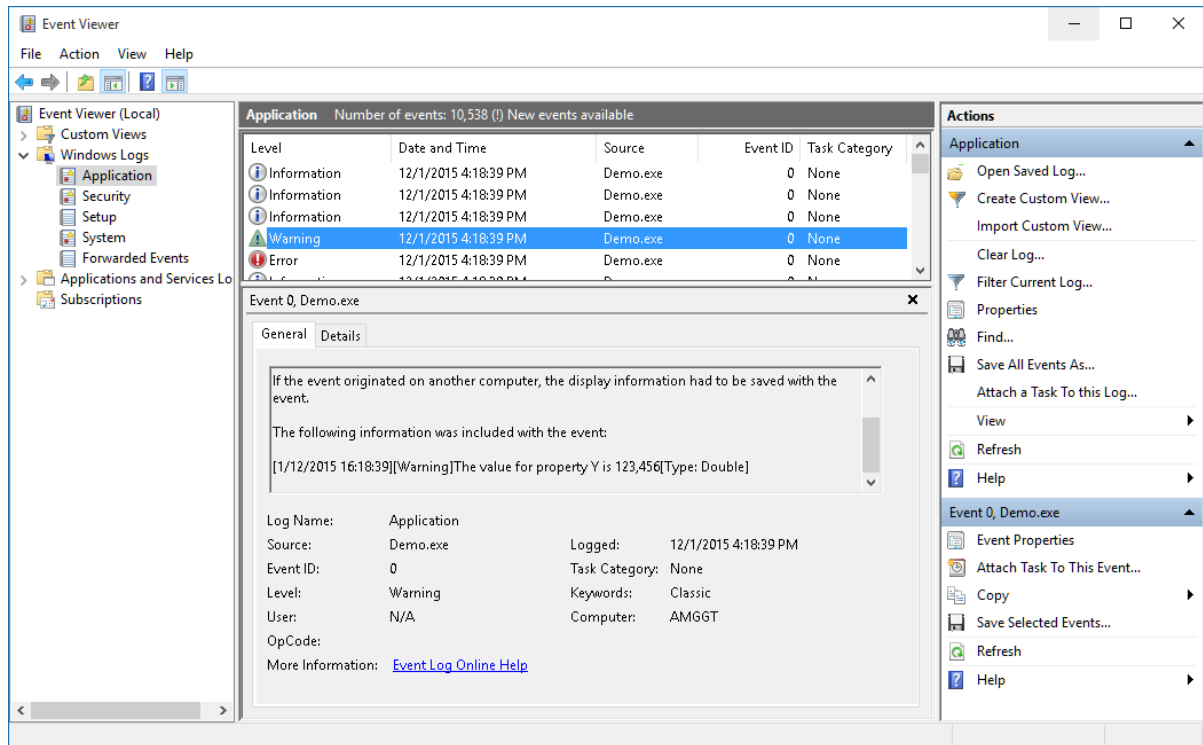 Event Viewer
File Action View Help
Event Viewer (Local)
Custom Views
Windows Logs
Application
Security
Setup
System
Forwarded Events
Applications and Services Lo
Subscriptions
Application Number of events: 10,538 (!) New events available
Level Date and Time Source Event ID Task Category
Information 12/1/2015 4:18:39 PM Demo.exe 0 None
Information 12/1/2015 4:18:39 PM Demo.exe 0 None
Information 12/1/2015 4:18:39 PM Demo.exe 0 None
Warning 12/1/2015 4:18:39 PM Demo.exe 0 None
Error 12/1/2015 4:18:39 PM Demo.exe 0 None
Event 0, Demo.exe
General Details
If the event originated on another computer, the display information had to be saved with the
event.
The following information was included with the event:
[1/12/2015 16:18:39][Warning]The value for property Y is 123,456[Type: Double]
Log Name: Application
Source: Demo.exe Logged: 12/1/2015 4:18:39 PM
Event ID: 0 Task Category: None
Level: Warning Keywords: Classic
User: N/A Computer: AMGGT
OpCode:
More Information: Event Log Online Help
Actions
Application
Open Saved Log...
Create Custom View...
Import Custom View...
Clear Log...
Filter Current Log...
Properties
Find...
Save All Events As...
Attach a Task To this Log...
View
Refresh
Help
Event 0, Demo.exe
Event Properties
Attach Task To This Event...
Copy
Save Selected Events...
Refresh
Help